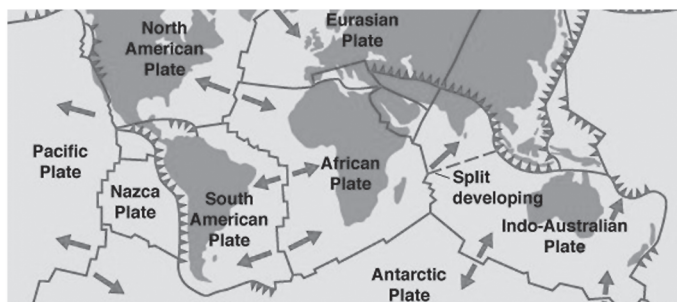 North
American
Plate
Eurasian
Plate
Pacific
Plate
Nazca
Plate
South
American
Plate
African
Plate
Split
developing
Indo-Australian
Plate
Antarctic
Plate